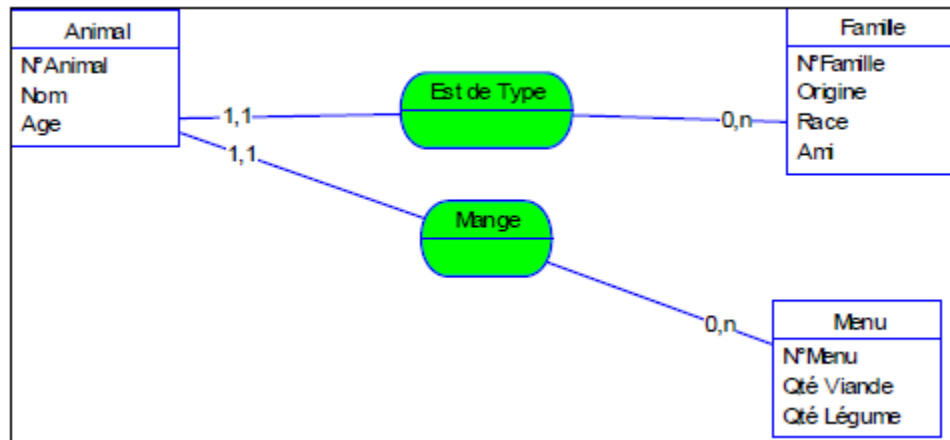 Animal
N°Animal
Nom
Age
1,1
Est de Type
0,n
Famille
N°Famille
Origine
Race
Ami
1,1
Mange
0,n
Menu
N°Menu
Qté Viande
Qté Légume